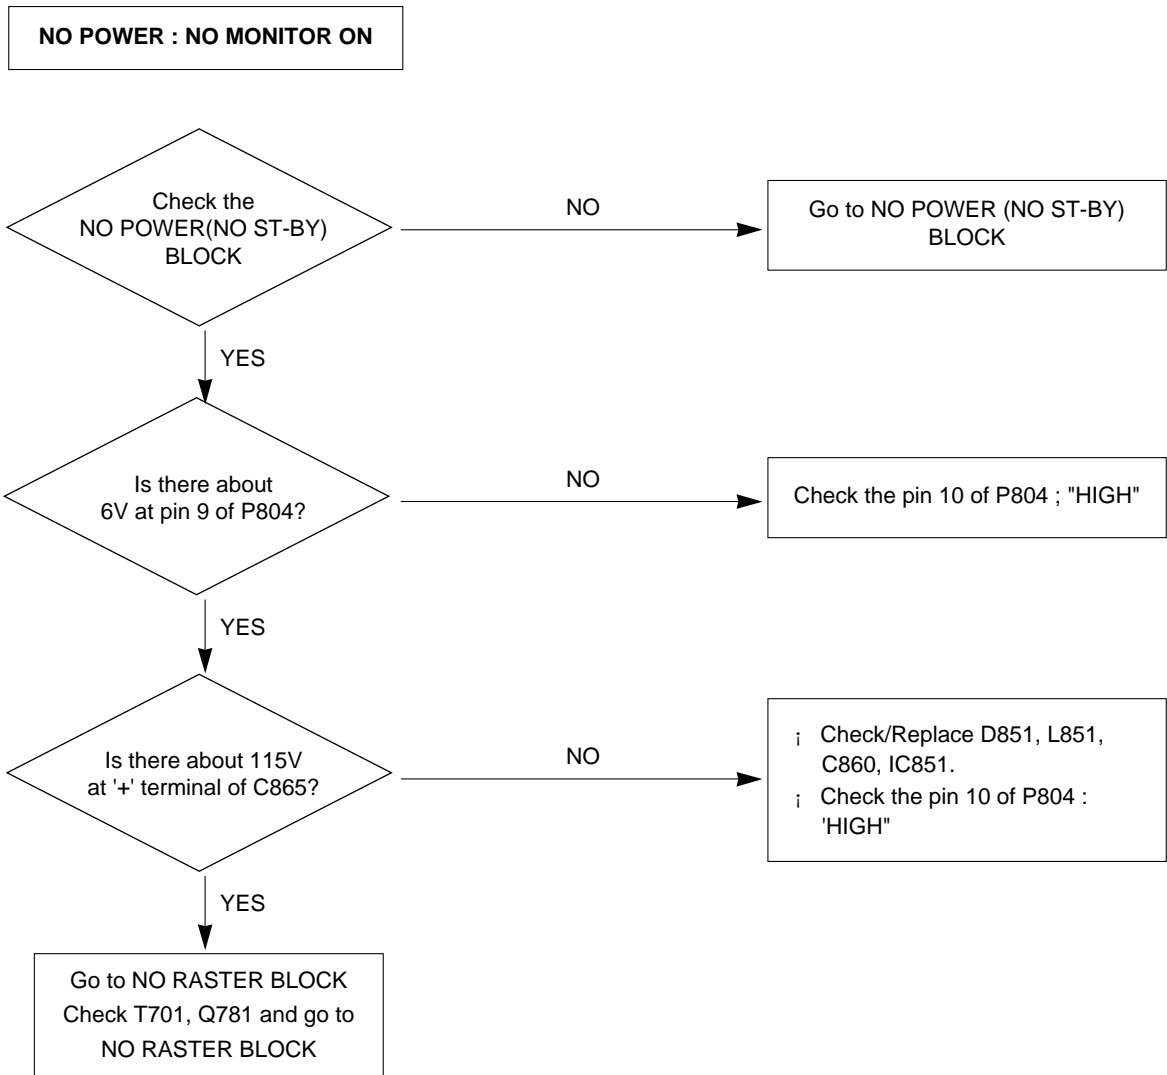 NO POWER : NO MONITOR ON
Check the
NO POWER(NO ST-BY)
BLOCK
NO
Go to NO POWER (NO ST-BY)
BLOCK
YES
Is there about
6V at pin 9 of P804?
NO
Check the pin 10 of P804 ; "HIGH"
YES
Is there about 115V
at '+' terminal of C865?
NO
¡ Check/Replace D851, L851,
C860, IC851.
¡ Check the pin 10 of P804 :
'HIGH"
YES
Go to NO RASTER BLOCK
Check T701, Q781 and go to
NO RASTER BLOCK